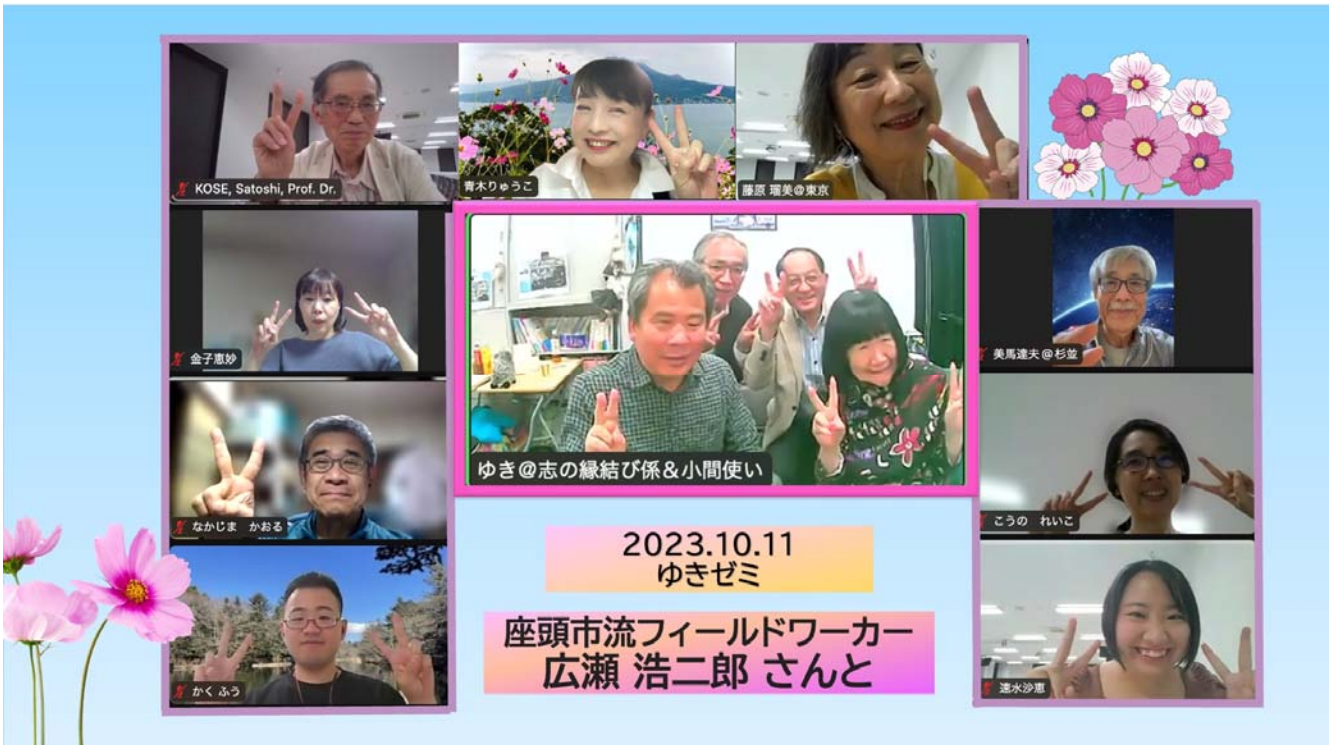 KOSE, Satoshi, Prof. Dr.
青木りゅうこ
藤原 瑠美@東京
金子恵妙
ゆき@志の縁結び係&小間使い
美馬達夫@杉並
なかじま かおる
こうの れいこ
かく ふう
速水沙恵
2023.10.11
ゆきゼミ
座頭市流フィールドワーカー
広瀬 浩二郎 さんと